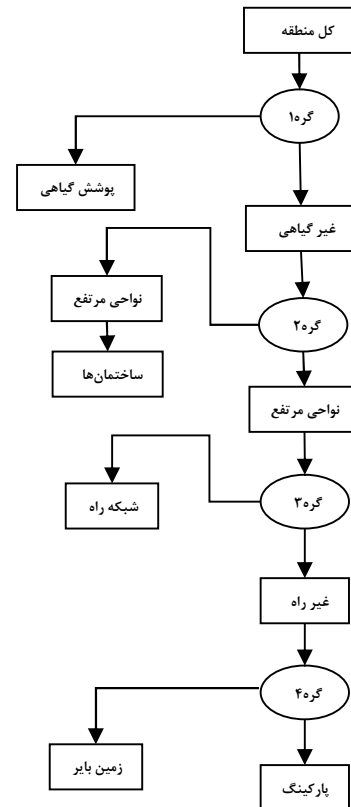 کل منطقه
گره۱
پوشش گیاهی
غیر گیاهی
نواحی مرتفع
گره۲
ساختمان‌ها
نواحی مرتفع
گره۳
شبکه راه
غیر راه
گره۴
زمین بایر
پارکینگ